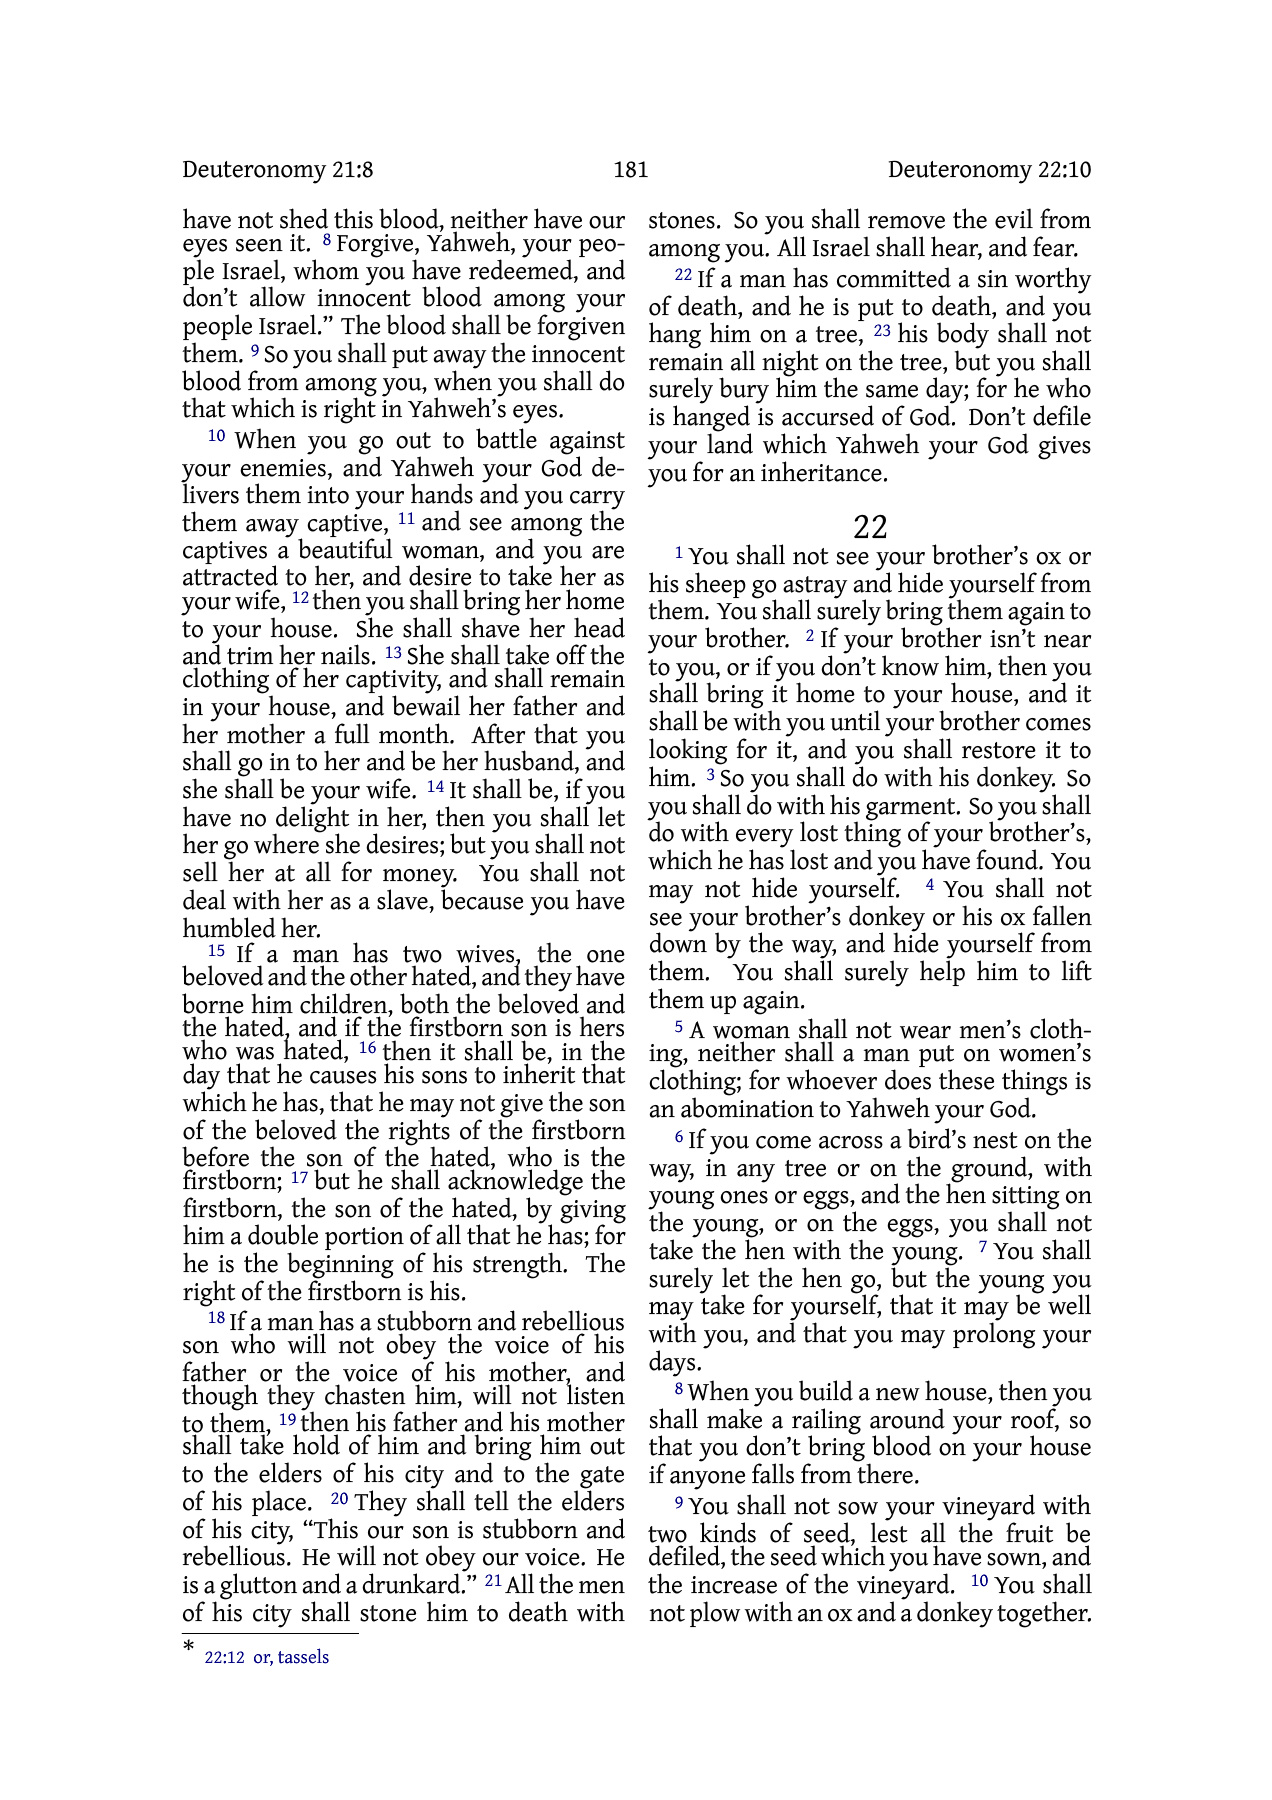 Deuteronomy 21:8 181 Deuteronomy 22:10
have not shed this blood, neither have our
eyes seen it. 8 Forgive, Yahweh, your peo-
ple Israel, whom you have redeemed, and
don’t allow innocent blood among your
people Israel.” The blood shall be forgiven
them. 9 So you shall put away the innocent
blood from among you, when you shall do
that which is right in Yahweh’s eyes.
10 When you go out to battle against
your enemies, and Yahweh your God de-
livers them into your hands and you carry
them away captive, 11 and see among the
captives a beautiful woman, and you are
attracted to her, and desire to take her as
your wife, 12 then you shall bring her home
to your house. She shall shave her head
and trim her nails. 13 She shall take off the
clothing of her captivity, and shall remain
in your house, and bewail her father and
her mother a full month. After that you
shall go in to her and be her husband, and
she shall be your wife. 14 It shall be, if you
have no delight in her, then you shall let
her go where she desires; but you shall not
sell her at all for money. You shall not
deal with her as a slave, because you have
humbled her.
15 If a man has two wives, the one
beloved and the other hated, and they have
borne him children, both the beloved and
the hated, and if the firstborn son is hers
who was hated, 16 then it shall be, in the
day that he causes his sons to inherit that
which he has, that he may not give the son
of the beloved the rights of the firstborn
before the son of the hated, who is the
firstborn; 17 but he shall acknowledge the
firstborn, the son of the hated, by giving
him a double portion of all that he has; for
he is the beginning of his strength. The
right of the firstborn is his.
18 If a man has a stubborn and rebellious
son who will not obey the voice of his
father or the voice of his mother, and
though they chasten him, will not listen
to them, 19 then his father and his mother
shall take hold of him and bring him out
to the elders of his city and to the gate
of his place. 20 They shall tell the elders
of his city, “This our son is stubborn and
rebellious. He will not obey our voice. He
is a glutton and a drunkard.” 21 All the men
of his city shall stone him to death with
stones. So you shall remove the evil from
among you. All Israel shall hear, and fear.
22 If a man has committed a sin worthy
of death, and he is put to death, and you
hang him on a tree, 23 his body shall not
remain all night on the tree, but you shall
surely bury him the same day; for he who
is hanged is accursed of God. Don’t defile
your land which Yahweh your God gives
you for an inheritance.
22
1 You shall not see your brother’s ox or
his sheep go astray and hide yourself from
them. You shall surely bring them again to
your brother. 2 If your brother isn’t near
to you, or if you don’t know him, then you
shall bring it home to your house, and it
shall be with you until your brother comes
looking for it, and you shall restore it to
him. 3 So you shall do with his donkey. So
you shall do with his garment. So you shall
do with every lost thing of your brother’s,
which he has lost and you have found. You
may not hide yourself. 4 You shall not
see your brother’s donkey or his ox fallen
down by the way, and hide yourself from
them. You shall surely help him to lift
them up again.
5 A woman shall not wear men’s cloth-
ing, neither shall a man put on women’s
clothing; for whoever does these things is
an abomination to Yahweh your God.
6 If you come across a bird’s nest on the
way, in any tree or on the ground, with
young ones or eggs, and the hen sitting on
the young, or on the eggs, you shall not
take the hen with the young. 7 You shall
surely let the hen go, but the young you
may take for yourself, that it may be well
with you, and that you may prolong your
days.
8 When you build a new house, then you
shall make a railing around your roof, so
that you don’t bring blood on your house
if anyone falls from there.
9 You shall not sow your vineyard with
two kinds of seed, lest all the fruit be
defiled, the seed which you have sown, and
the increase of the vineyard. 10 You shall
not plow with an ox and a donkey together.
* 22:12 or, tassels